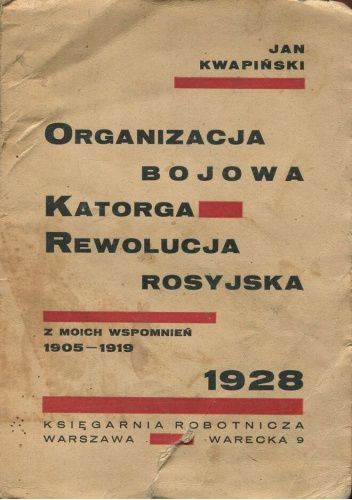 JAN
KWAPIŃSKI
ORGANIZACJA
BOJOWA
KATORGA
REWOLUCJA
ROSYJSKA
Z MOICH WSPOMNIEŃ
1905—1919
1928
KSIĘGARNIA ROBOTNICZA
WARSZAWA WARECKA 9